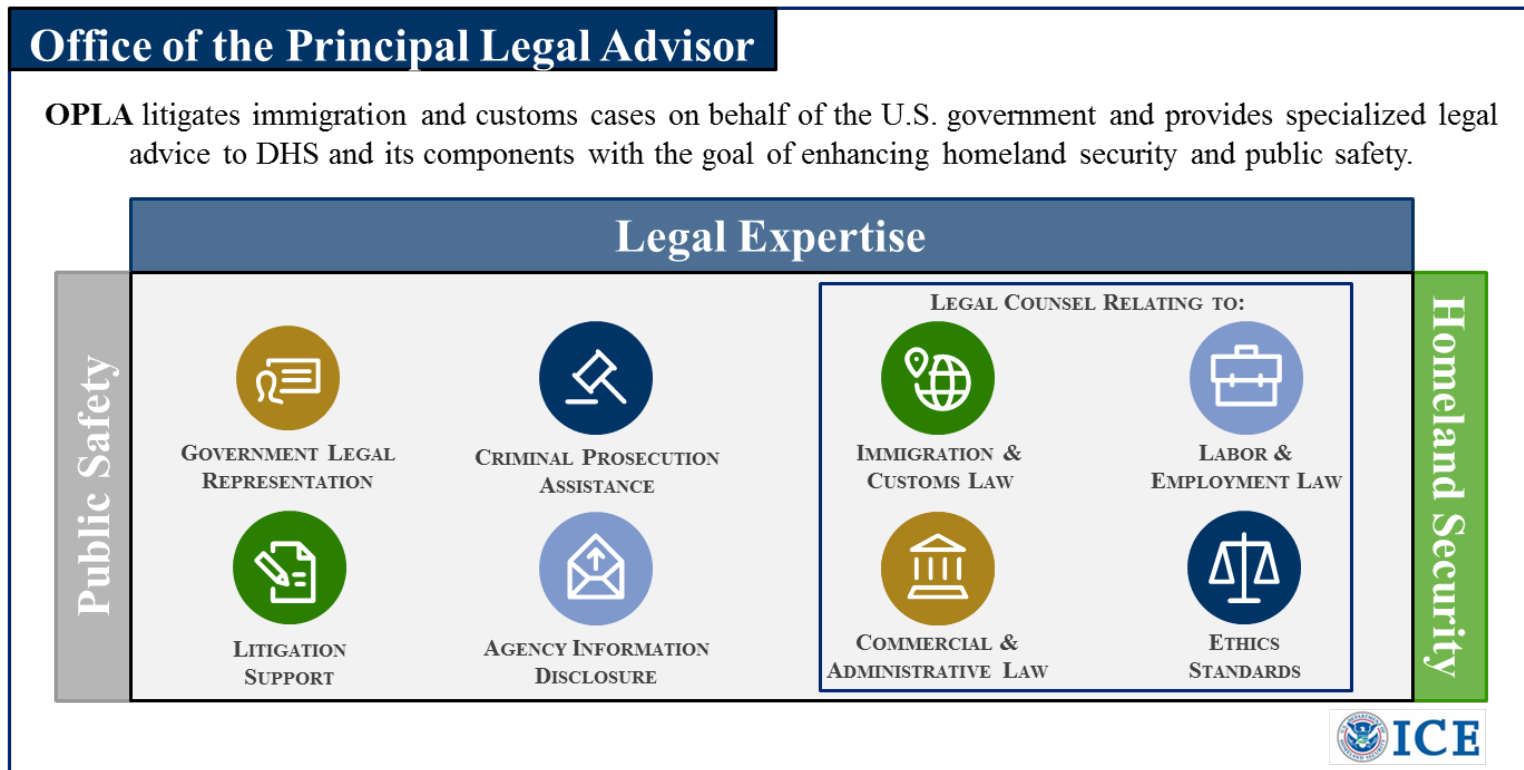 Office of the Principal Legal Advisor
OPLA litigates immigration and customs cases on behalf of the U.S. government and provides specialized legal
advice to DHS and its components with the goal of enhancing homeland security and public safety.
Legal Expertise
Public Safety
GOVERNMENT LEGAL
REPRESENTATION
CRIMINAL PROSECUTION
ASSISTANCE
LITIGATION
SUPPORT
AGENCY INFORMATION
DISCLOSURE
LEGAL COUNSEL RELATING TO:
IMMIGRATION &
CUSTOMS LAW
LABOR &
EMPLOYMENT LAW
COMMERCIAL &
ADMINISTRATIVE LAW
ETHICS
STANDARDS
Homeland Security
ICE